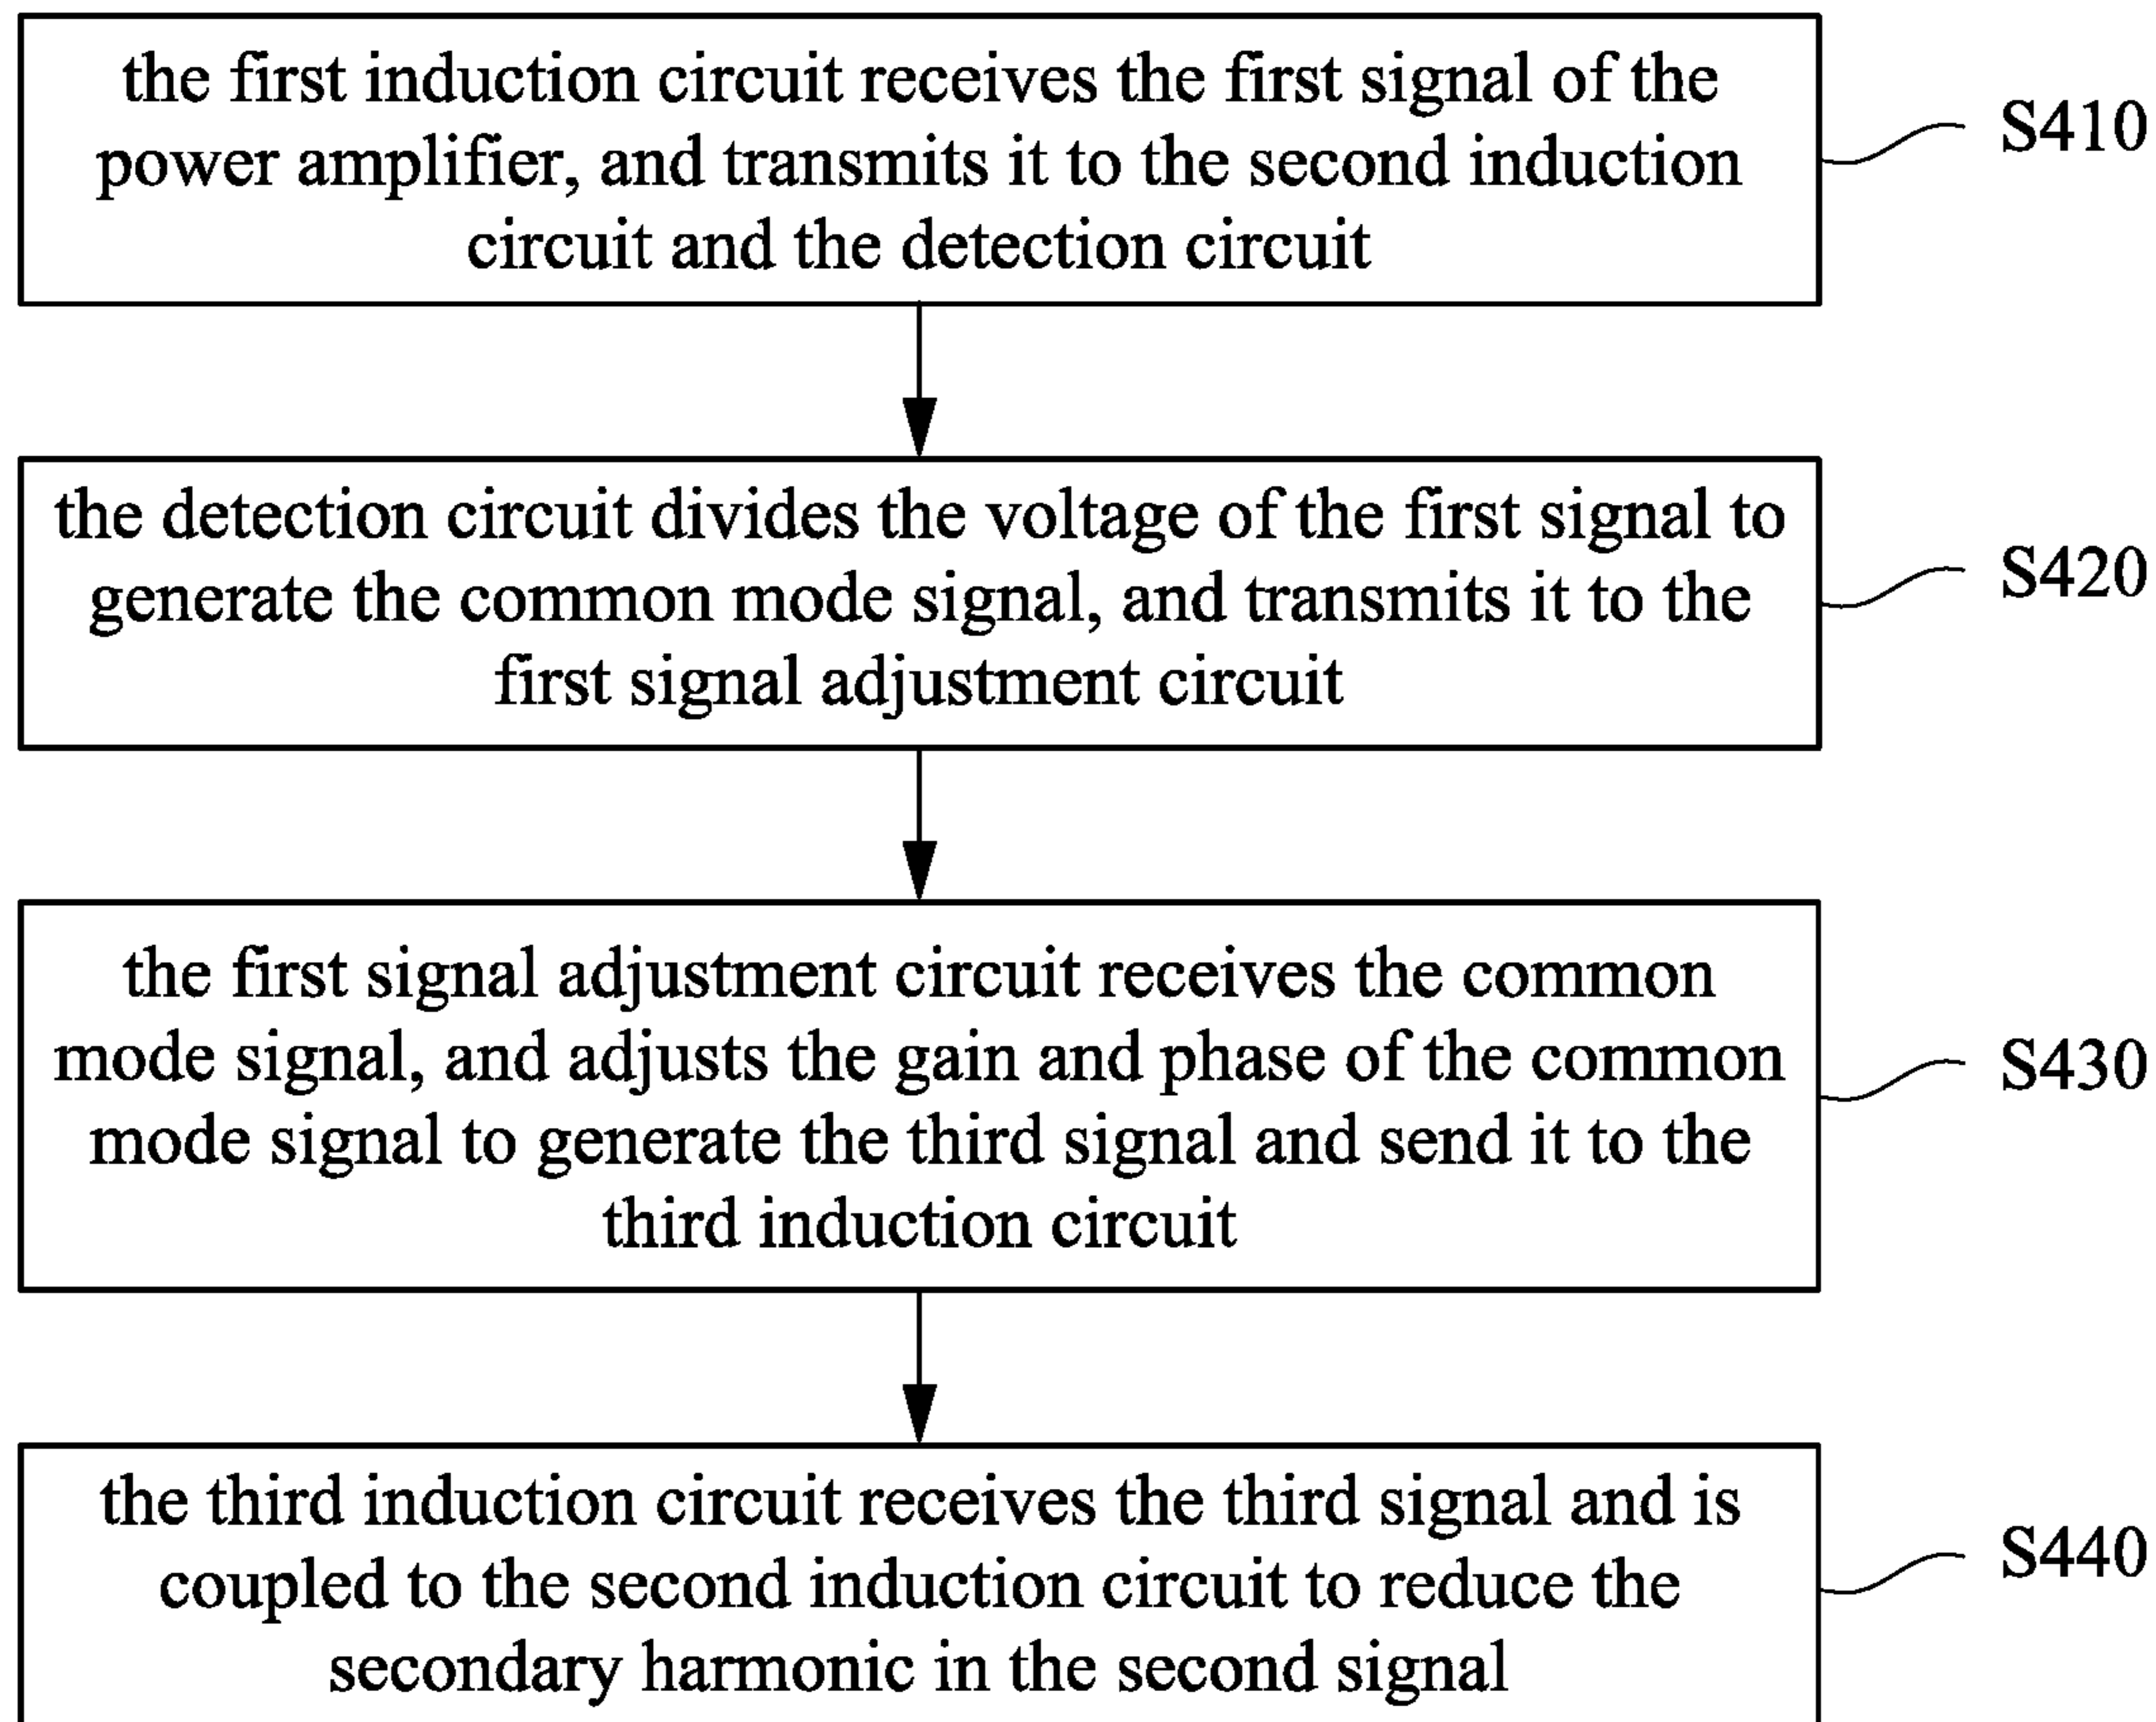 the first induction circuit receives the first signal of the
power amplifier, and transmits it to the second induction
circuit and the detection circuit
S410
the detection circuit divides the voltage of the first signal to
generate the common mode signal, and transmits it to the
first signal adjustment circuit
S420
the first signal adjustment circuit receives the common
mode signal, and adjusts the gain and phase of the common
mode signal to generate the third signal and send it to the
third induction circuit
S430
the third induction circuit receives the third signal and is
coupled to the second induction circuit to reduce the
secondary harmonic in the second signal
S440